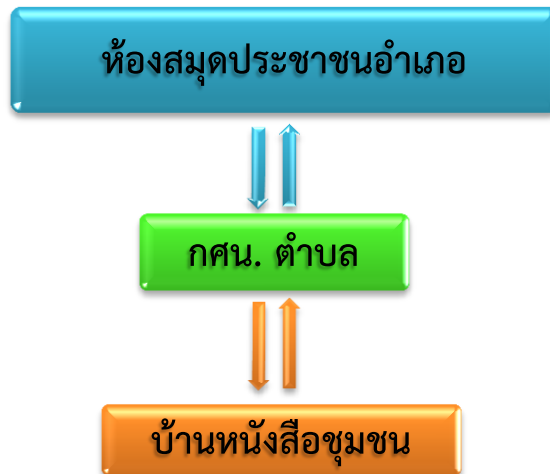 ห้องสมุดประชาชนอำเภอ
กศน. ตำบล
บ้านหนังสือชุมชน